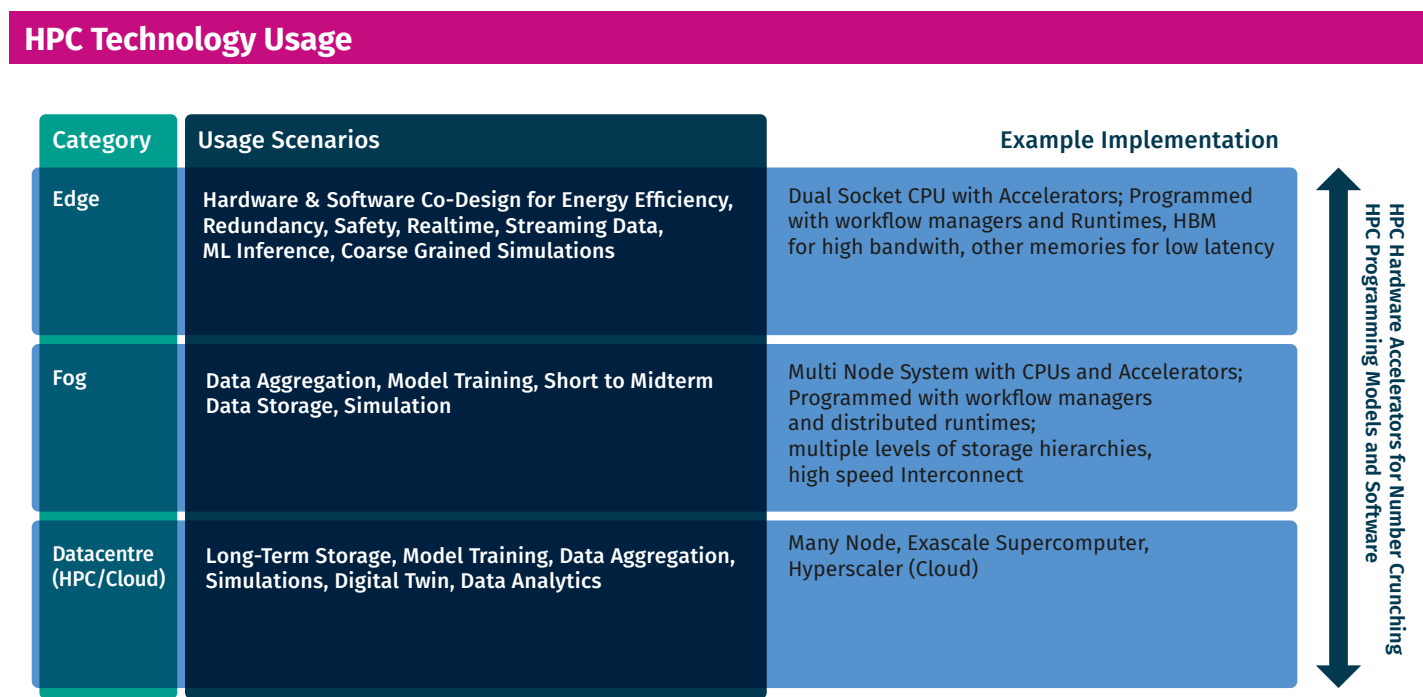 HPC Technology Usage
Category
Usage Scenarios
Example Implementation
Edge
Hardware & Software Co-Design for Energy Efficiency,
Redundancy, Safety, Realtime, Streaming Data,
ML Inference, Coarse Grained Simulations
Dual Socket CPU with Accelerators; Programmed
with workflow managers and Runtimes, HBM
for high bandwith, other memories for low latency
Fog
Data Aggregation, Model Training, Short to Midterm
Data Storage, Simulation
Multi Node System with CPUs and Accelerators;
Programmed with workflow managers
and distributed runtimes;
multiple levels of storage hierarchies,
high speed Interconnect
Datacentre
(HPC/Cloud)
Long-Term Storage, Model Training, Data Aggregation,
Simulations, Digital Twin, Data Analytics
Many Node, Exascale Supercomputer,
Hyperscaler (Cloud)
HPC Hardware Accelerators for Number Crunching
HPC Programming Models and Software